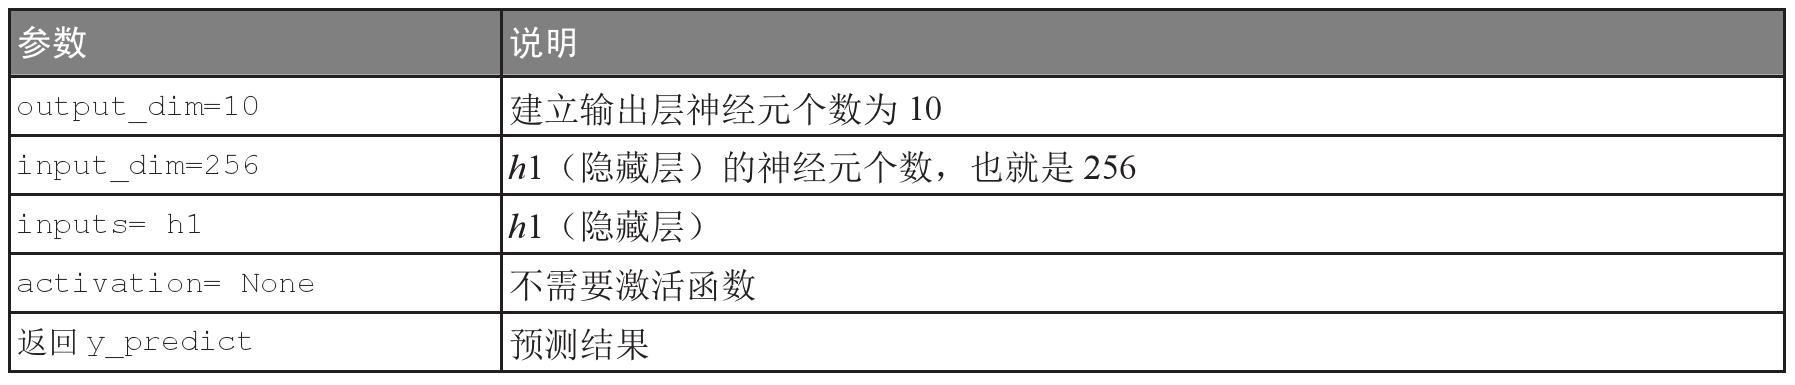 参数 说明
output_dim=10 建立输出层神经元个数为 10
input_dim=256 h1（隐藏层）的神经元个数，也就是 256
inputs= h1 h1（隐藏层）
activation= None 不需要激活函数
返回 y_predict 预测结果